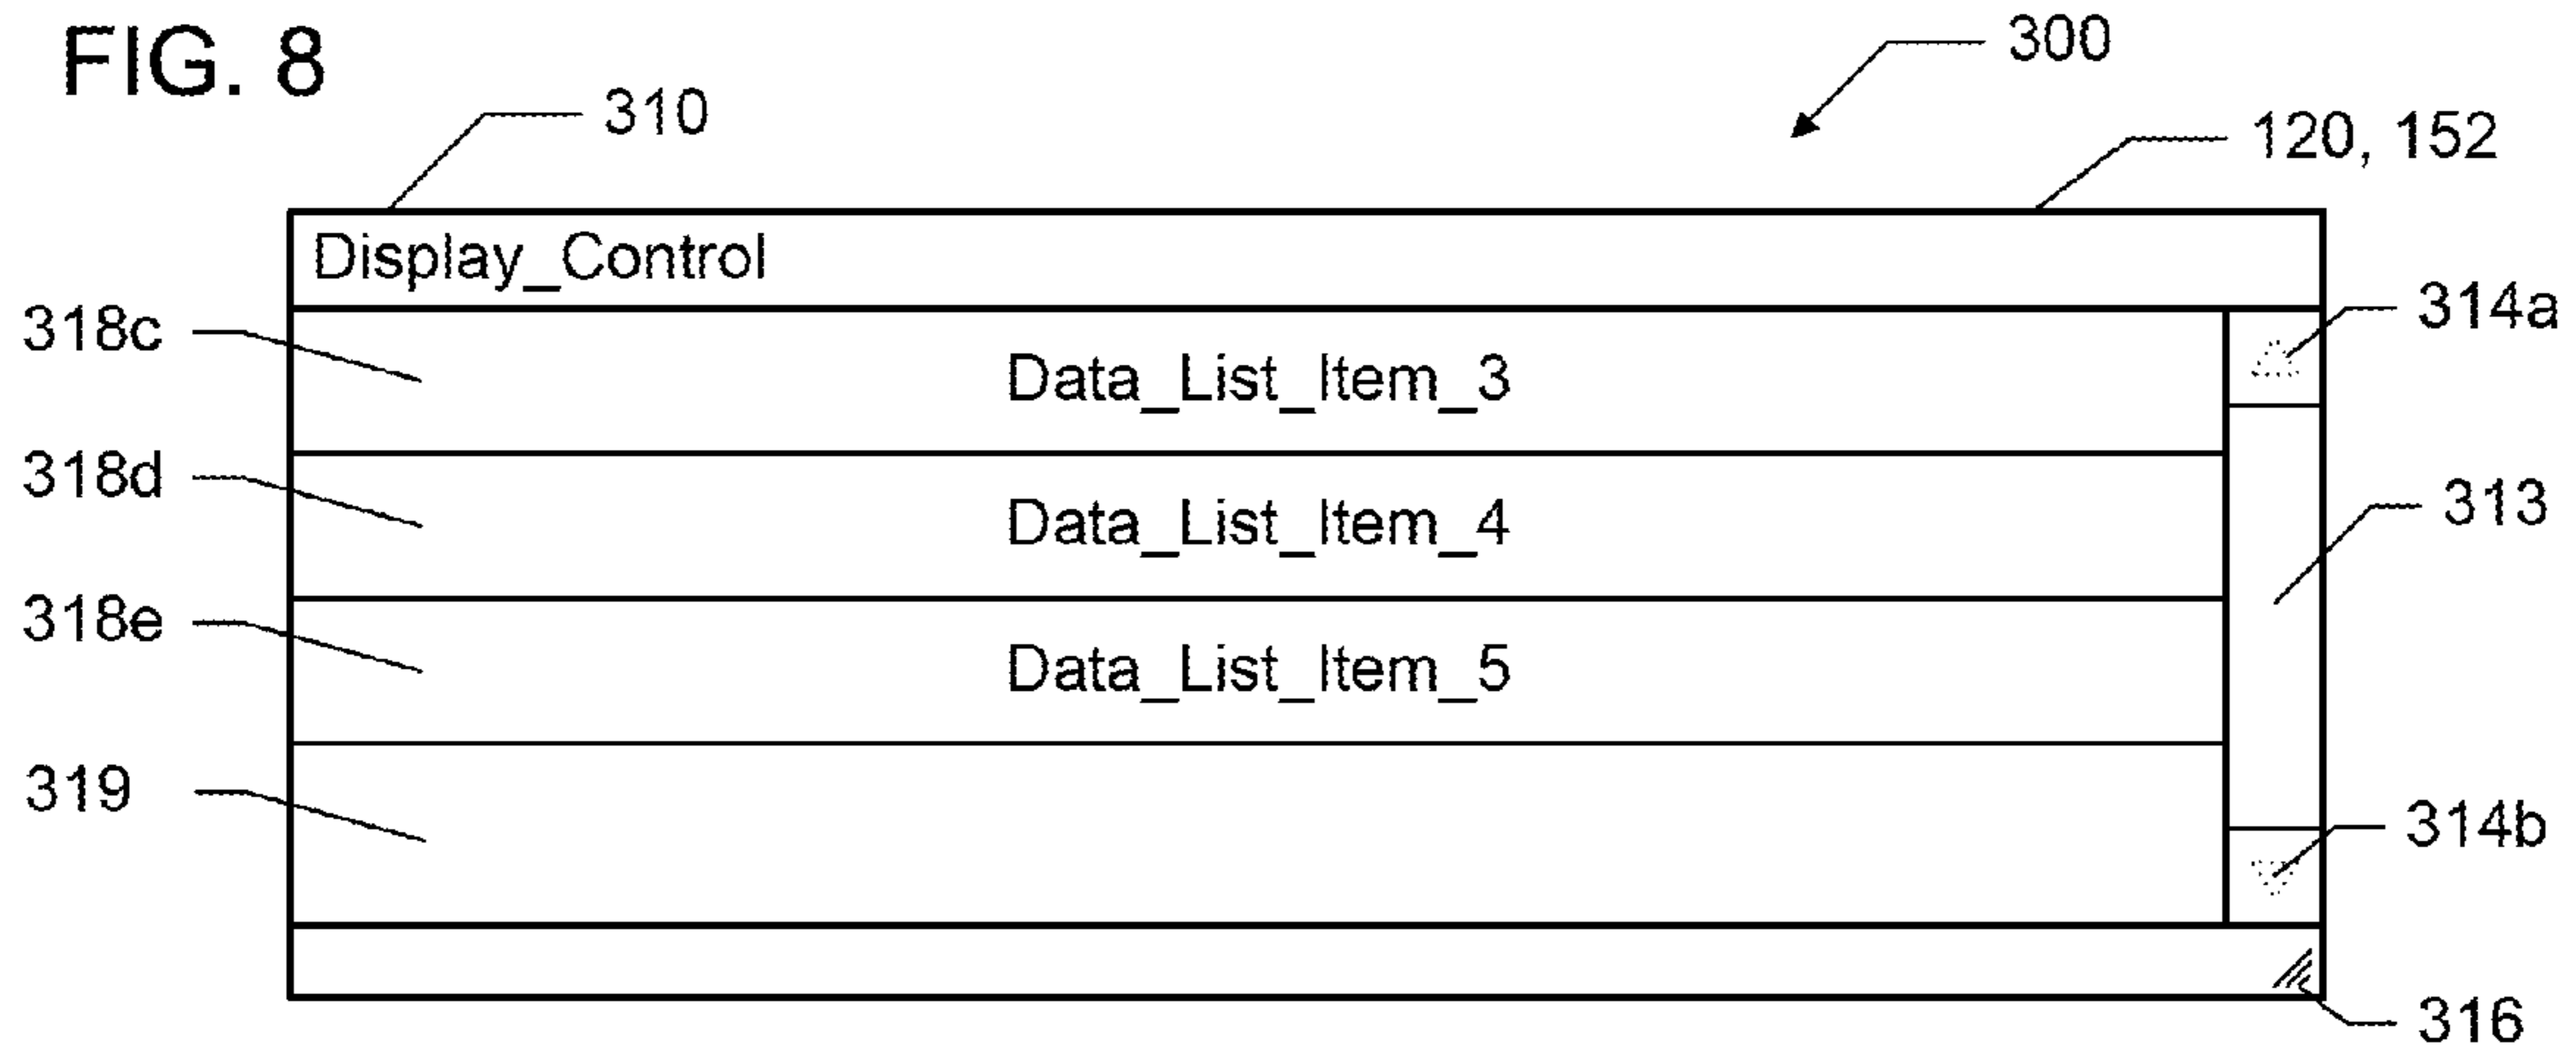 FIG. 8
300
310
120, 152
Display_Control
314a
318c
Data_List_Item_3
318d
Data_List_Item_4
313
318e
Data_List_Item_5
319
314b
316